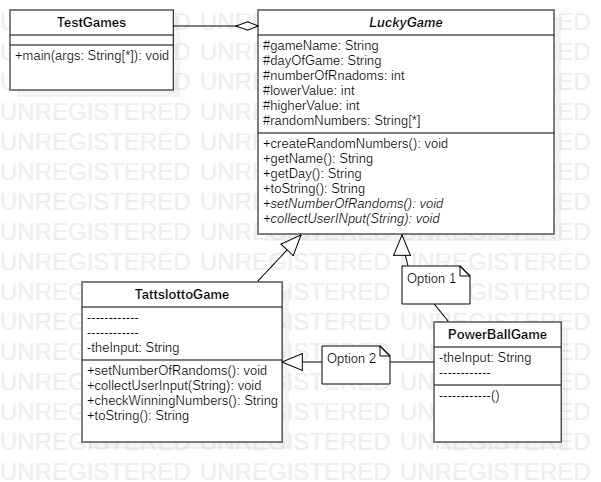 TestGames
+main(args: String[*]): void
LuckyGame
#gameName: String
#dayOfGame: String
#numberOfRnadoms: int
#lowerValue: int
#higherValue: int
#randomNumbers: String[*]
+createRandomNumbers(): void
+getName(): String
+getDay(): String
+toString(): String
+setNumberOfRandoms(): void
+collectUserINput(String): void
Option 1
TattslottoGame
------------
------------
-theInput: String
+setNumberOfRandoms(): void
+collectUserInput(String): void
+checkWinningNumbers(): String
+toString(): String
Option 2
PowerBallGame
-theInput: String
------------
------------()
UNREGISTERED